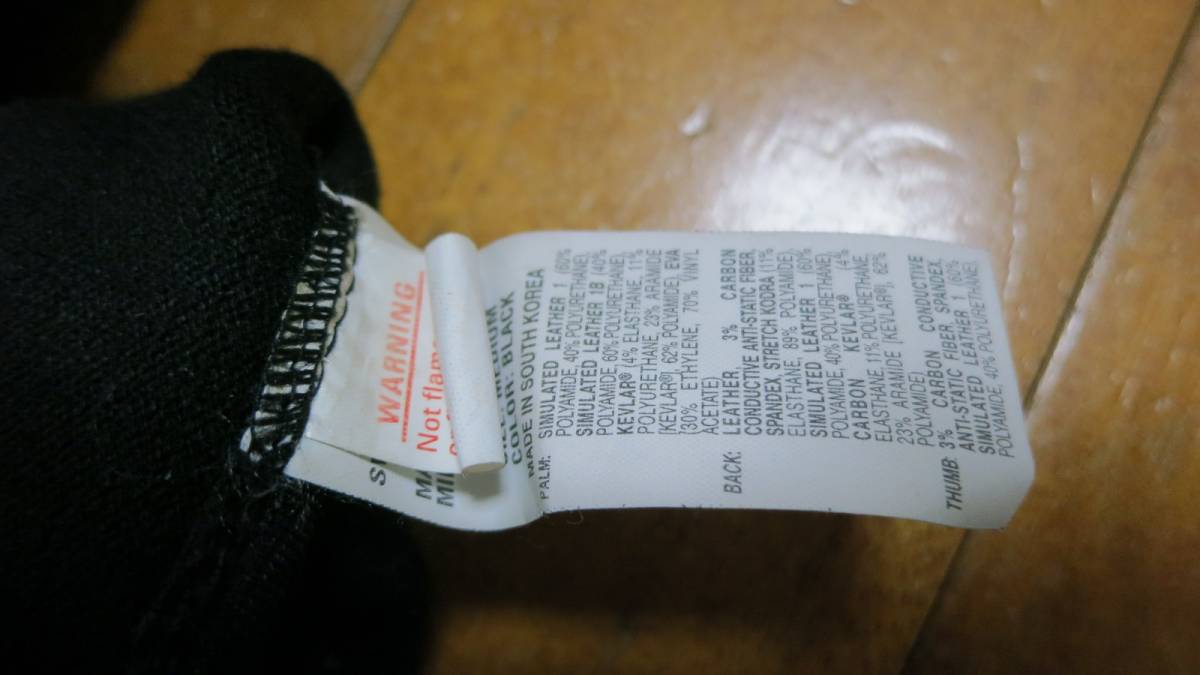 WARNING
Not flam
MEDIUM
COLOR: BLACK
MADE IN SOUTH KOREA
PALM: SIMULATED LEATHER 1 (60%
POLYAMIDE, 40% POLYURETHANE),
SIMULATED LEATHER 1B (40%
POLYAMIDE, 60% POLYURETHANE),
KEVLAR® (4% ELASTHANE, 11%
POLYURETHANE, 23% ARAMIDE
[KEVLAR®], 62% POLYAMIDE), EVA
(30% ETHYLENE, 70% VINYL
ACETATE)
BACK: LEATHER, 3% CARBON
CONDUCTIVE ANTI-STATIC FIBER,
SPANDEX, STRETCH KODRA (11%
ELASTHANE, 89% POLYAMIDE),
SIMULATED LEATHER 1 (60%
POLYAMIDE, 40% POLYURETHANE),
CARBON KEVLAR® (4%
ELASTHANE, 11% POLYURETHANE,
23% ARAMIDE [KEVLAR®], 62%
POLYAMIDE)
THUMB: 3% CARBON CONDUCTIVE
ANTI-STATIC FIBER, SPANDEX,
SIMULATED LEATHER 1 (60%
POLYAMIDE, 40% POLYURETHANE),